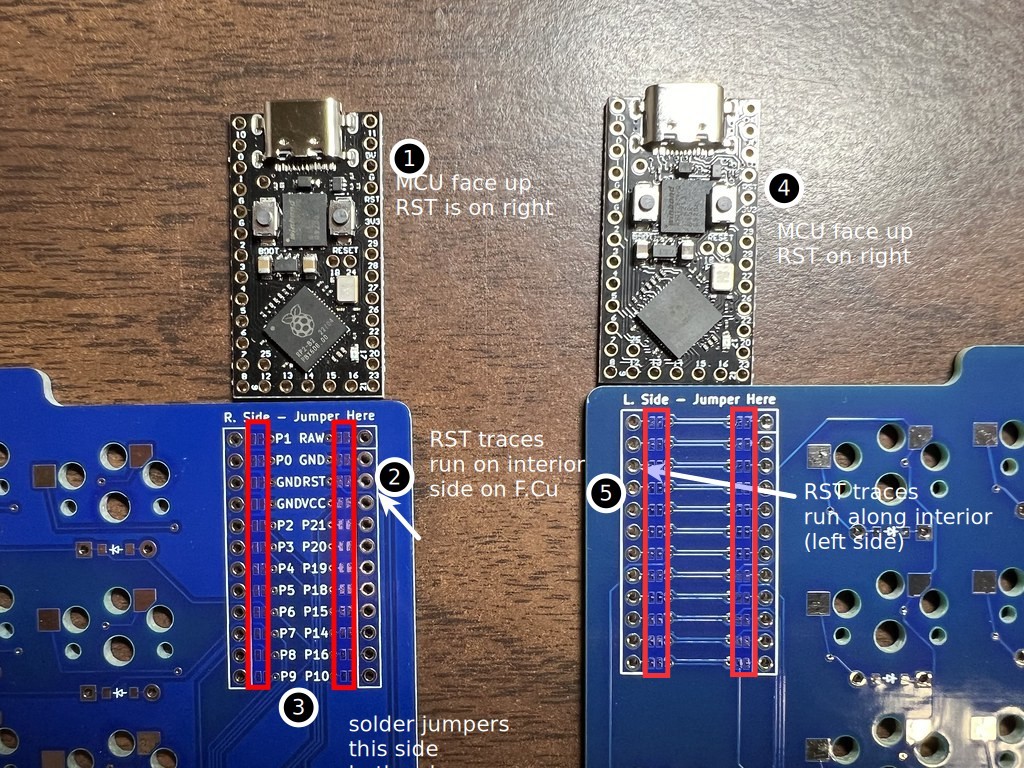 1
MCU face up
RST is on right
4
MCU face up
RST on right
BOOT
RESET
BOOT
RESET
R. Side - Jumper Here
P1 RAW
P0 GND
GNDRST
GNDVCC
P2 P21
P3 P20
P4 P19
P5 P18
P6 P15
P7 P14
P8 P16
P9 P10
RST traces
run on interior
side on F.Cu
2
3
solder jumpers
this side
L. Side - Jumper Here
5
RST traces
run along interior
(left side)